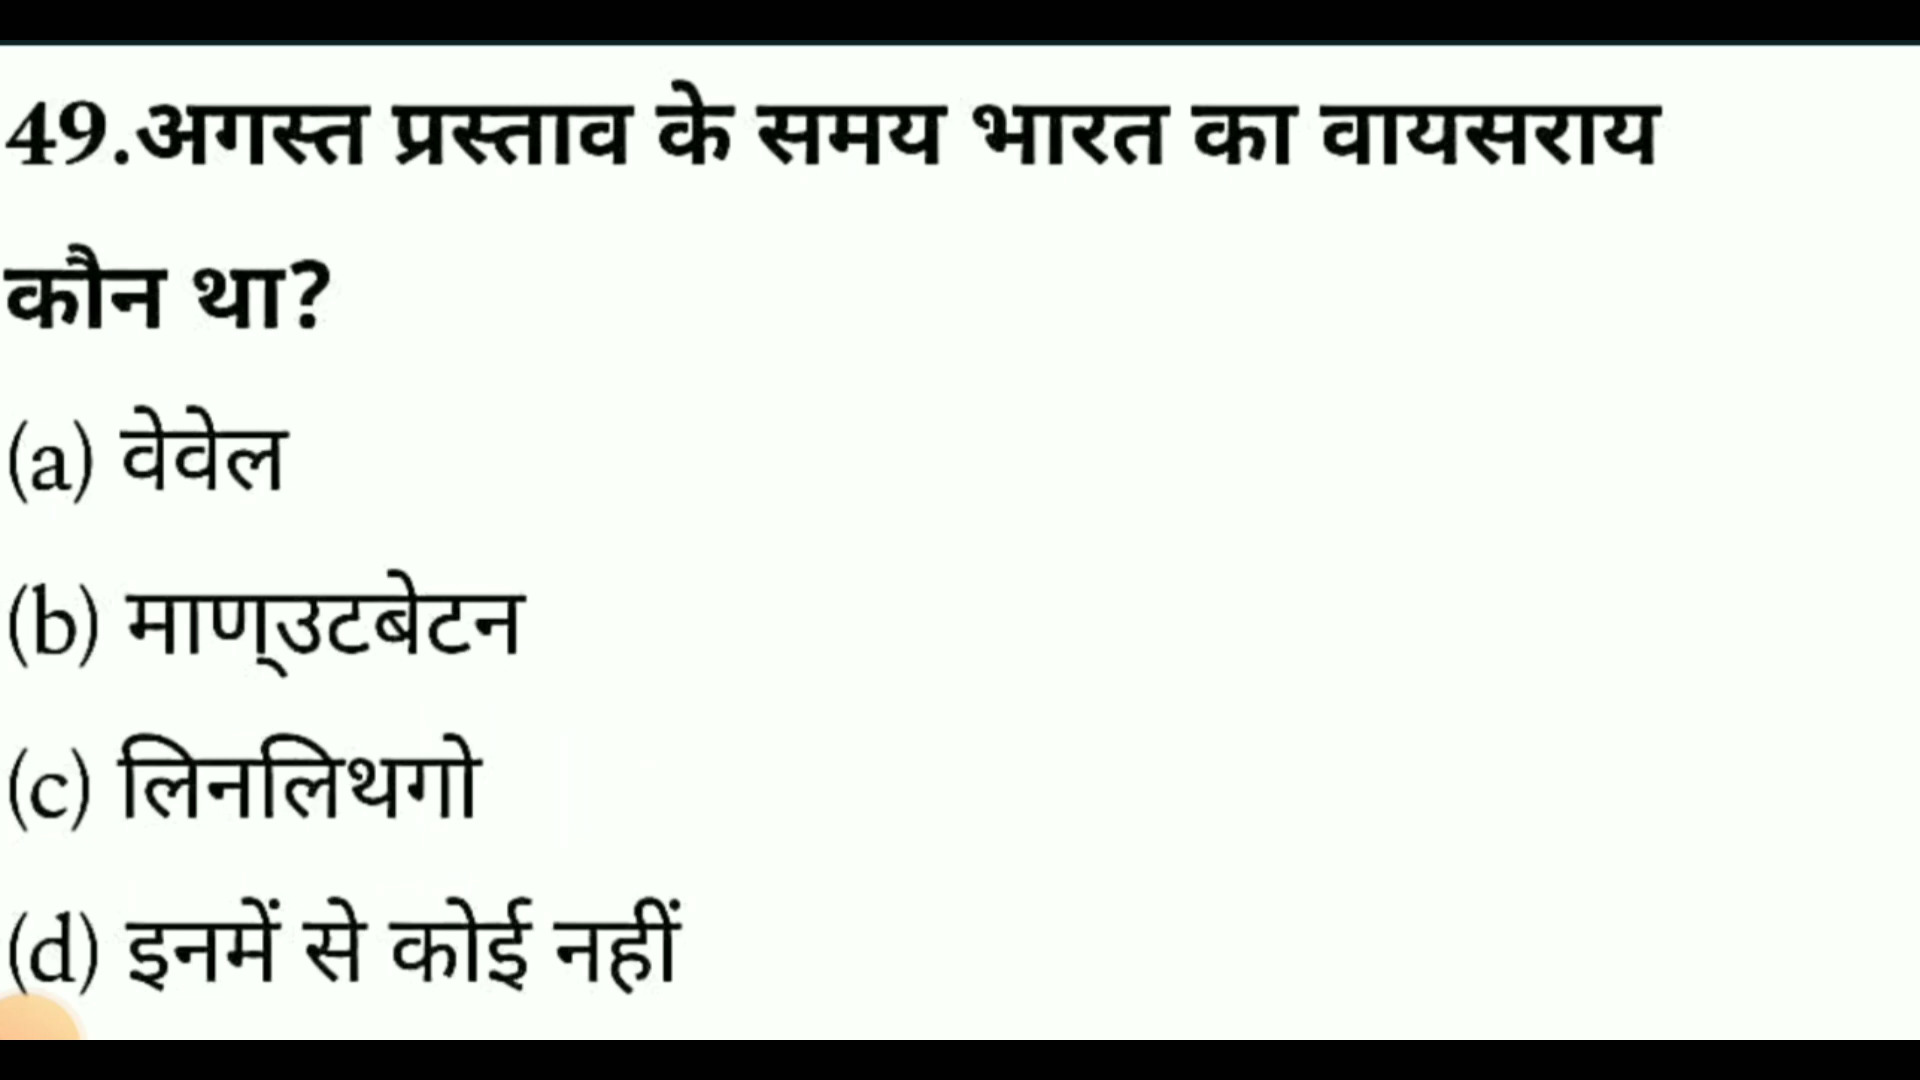 49.अगस्त प्रस्ताव के समय भारत का वायसराय
कौन था?
(a) वेवेल
(b) माण्उटबेटन
(c) लिनलिथगो
(d) इनमें से कोई नहीं